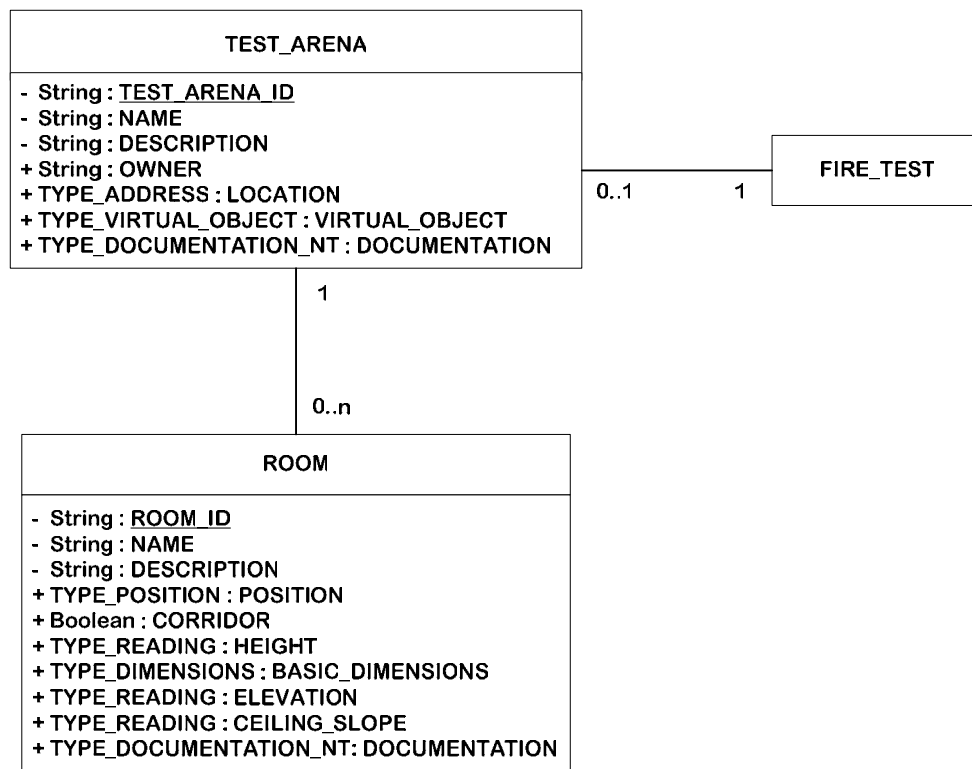 TEST_ARENA
- String : TEST_ARENA_ID
- String : NAME
- String : DESCRIPTION
+ String : OWNER
+ TYPE_ADDRESS : LOCATION
+ TYPE_VIRTUAL_OBJECT : VIRTUAL_OBJECT
+ TYPE_DOCUMENTATION_NT : DOCUMENTATION
0..1
1
FIRE_TEST
1
0..n
ROOM
- String : ROOM_ID
- String : NAME
- String : DESCRIPTION
+ TYPE_POSITION : POSITION
+ Boolean : CORRIDOR
+ TYPE_READING : HEIGHT
+ TYPE_DIMENSIONS : BASIC_DIMENSIONS
+ TYPE_READING : ELEVATION
+ TYPE_READING : CEILING_SLOPE
+ TYPE_DOCUMENTATION_NT: DOCUMENTATION